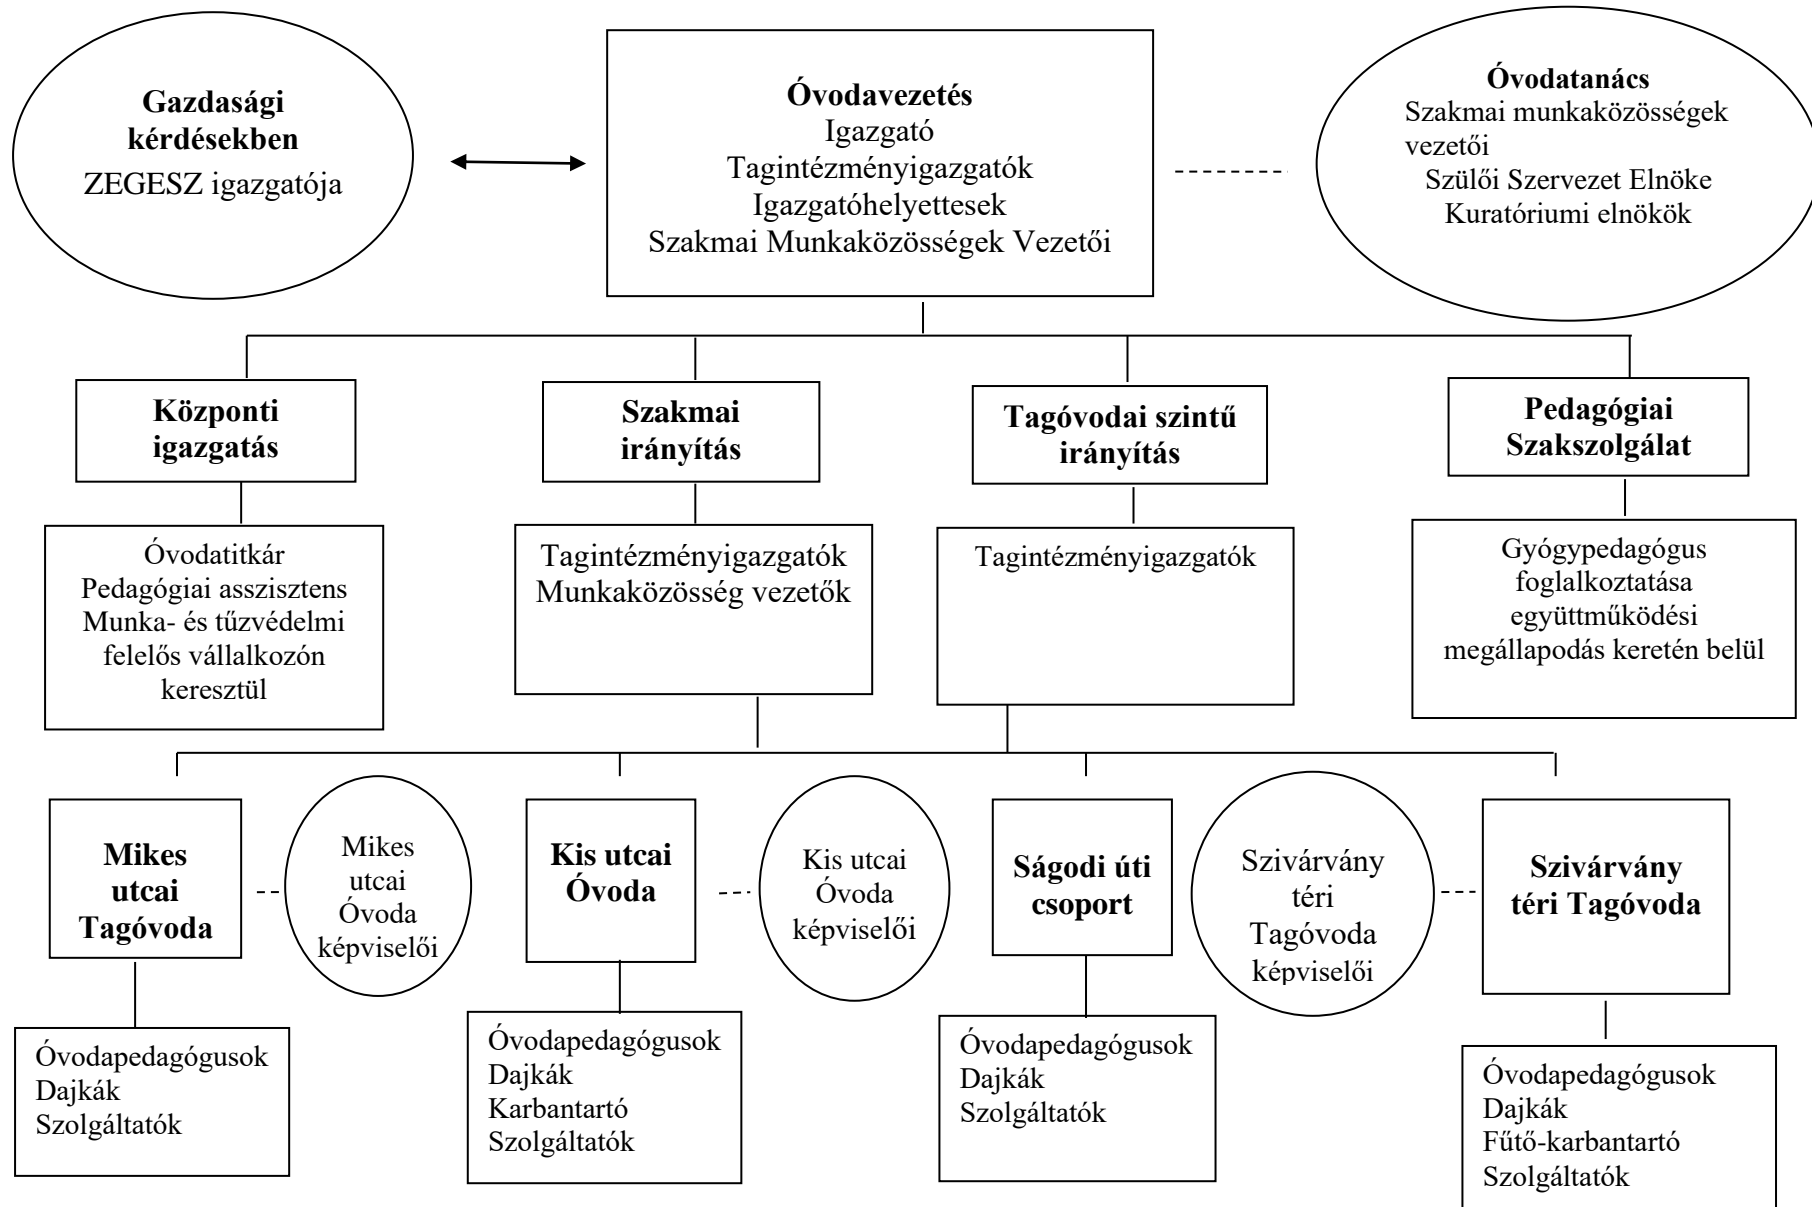 Gazdasági
kérdésekben
ZEGESZ igazgatója
Óvodavezetés
Igazgató
Tagintézményigazgatók
Igazgatóhelyettesek
Szakmai Munkaközösségek Vezetői
Óvodatanács
Szakmai munkaközösségek
vezetői
Szülői Szervezet Elnöke
Kuratóriumi elnökök
Központi
igazgatás
Szakmai
irányítás
Tagóvodai szintű
irányítás
Pedagógiai
Szakszolgálat
Óvodatitkár
Pedagógiai asszisztens
Munka- és tűzvédelmi
felelős vállalkozón
keresztül
Tagintézményigazgatók
Munkaközösség vezetők
Tagintézményigazgatók
Gyógypedagógus
foglalkoztatása
együttműködési
megállapodás keretén belül
Mikes
utcai
Tagóvoda
Mikes
utcai
Óvoda
képviselői
Kis utcai
Óvoda
Kis utcai
Óvoda
képviselői
Ságodi úti
csoport
Szivárvány
téri
Tagóvoda
képviselői
Szivárvány
téri Tagóvoda
Óvodapedagógusok
Dajkák
Szolgáltatók
Óvodapedagógusok
Dajkák
Karbantartó
Szolgáltatók
Óvodapedagógusok
Dajkák
Szolgáltatók
Óvodapedagógusok
Dajkák
Fűtő-karbantartó
Szolgáltatók